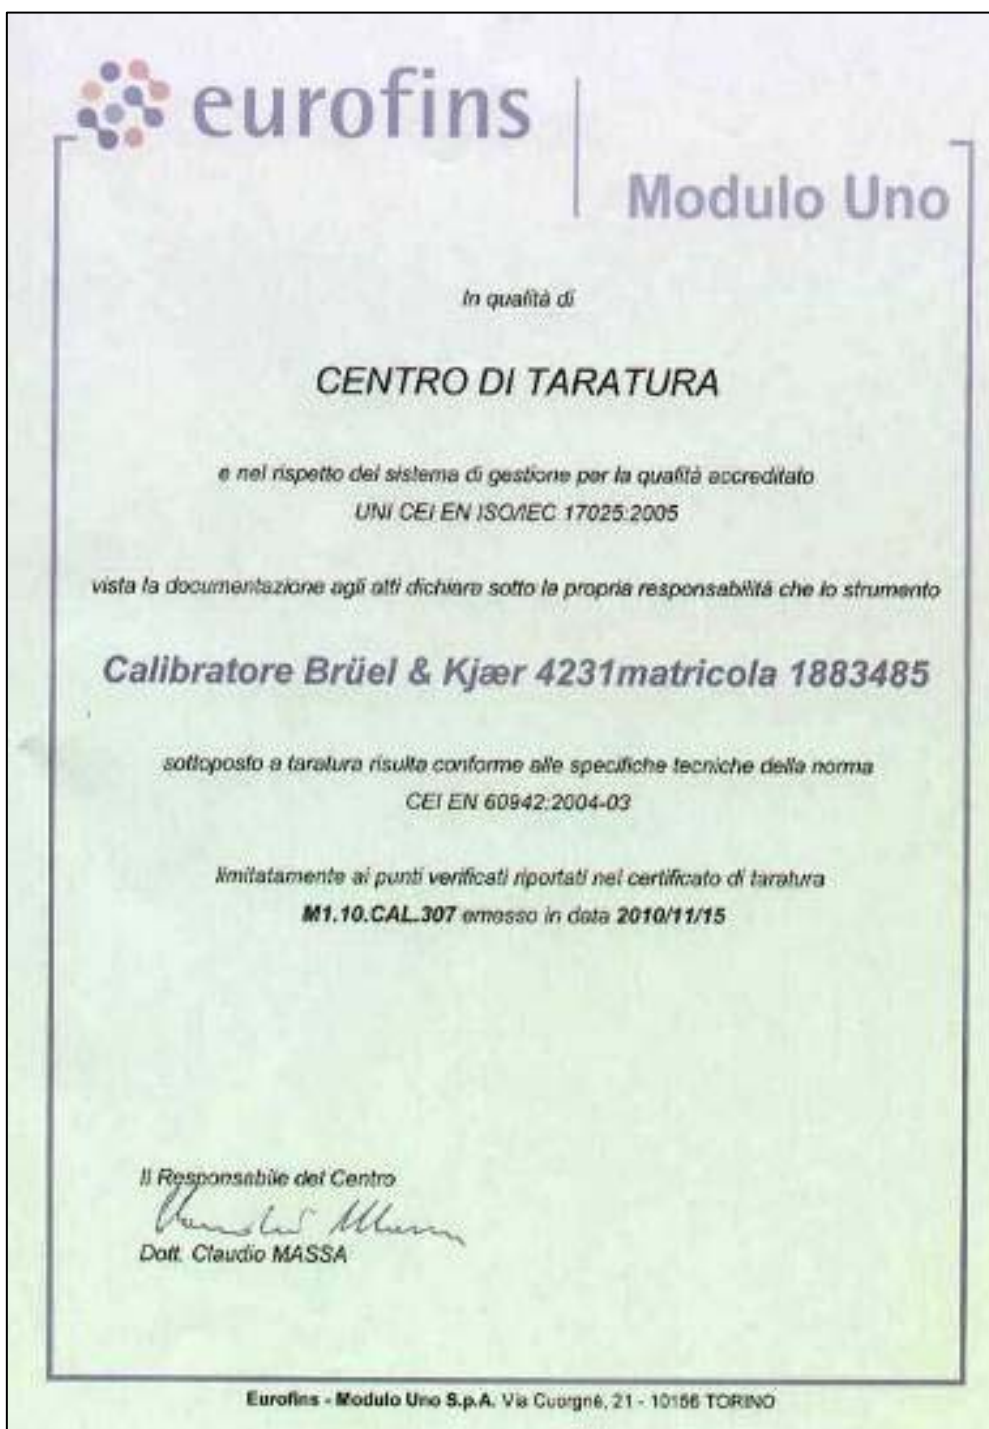 eurofins
Modulo Uno
In qualità di
CENTRO DI TARATURA
e nel rispetto del sistema di gestione per la qualità accreditato
UNI CEI EN ISO/IEC 17025:2005
vista la documentazione agli atti dichiara sotto la propria responsabilità che lo strumento
Calibratore Brüel & Kjær 4231matricola 1883485
sottoposto a taratura risulta conforme alle specifiche tecniche della norma
CEI EN 60942:2004-03
limitatamente ai punti verificati riportati nel certificato di taratura
M1.10.CAL.307 emesso in data 2010/11/15
Il Responsabile del Centro
Dott. Claudio MASSA
Eurofins - Modulo Uno S.p.A. Via Cuorgnè, 21 - 10156 TORINO